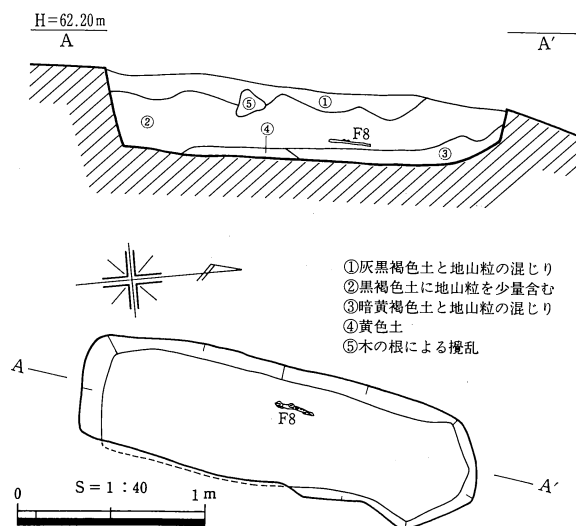 H=62.20m
A
A′
⑤
①
②
④
F8
③
①灰黒褐色土と地山粒の混じり
②黒褐色土に地山粒を少量含む
③暗黄褐色土と地山粒の混じり
④黄色土
⑤木の根による攪乱
A
F8
A′
S=1:40
0 1m